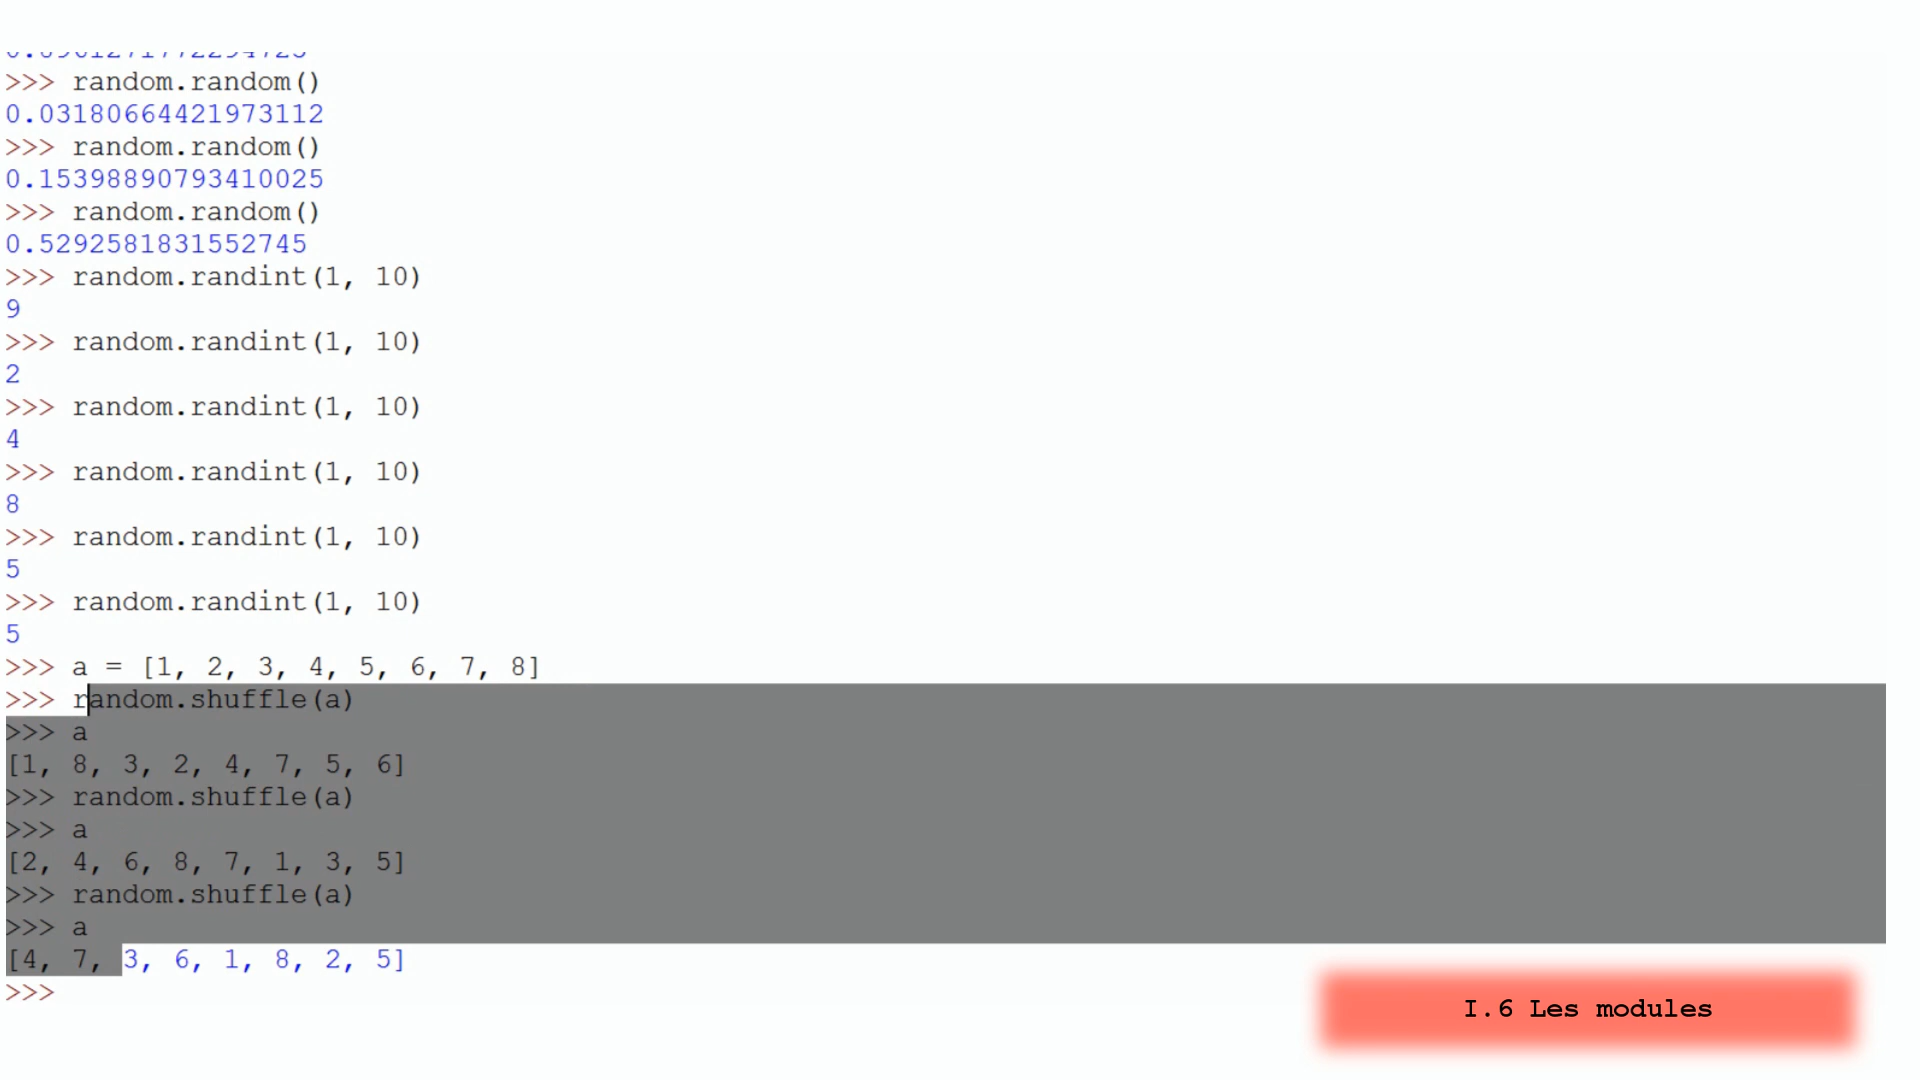 >>> random.random()
0.03180664421973112
>>> random.random()
0.15398890793410025
>>> random.random()
0.5292581831552745
>>> random.randint(1, 10)
9
>>> random.randint(1, 10)
2
>>> random.randint(1, 10)
4
>>> random.randint(1, 10)
8
>>> random.randint(1, 10)
5
>>> random.randint(1, 10)
5
>>> a = [1, 2, 3, 4, 5, 6, 7, 8]
>>> random.shuffle(a)
>>> a
[1, 8, 3, 2, 4, 7, 5, 6]
>>> random.shuffle(a)
>>> a
[2, 4, 6, 8, 7, 1, 3, 5]
>>> random.shuffle(a)
>>> a
[4, 7, 3, 6, 1, 8, 2, 5]
>>>
I.6 Les modules